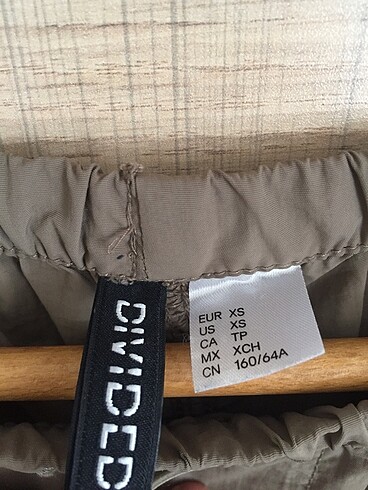 DIVIDED
EUR XS
US XS
CA TP
MX XCH
CN 160/64A